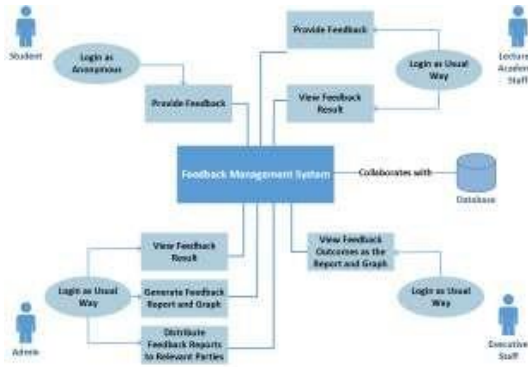 Student
Login as
Anonymous
Provide Feedback
Provide Feedback
View Feedback
Result
Login as Usual
Way
Staff
Feedback Management System
Collaborates with
Database
View Feedback
Result
Generate Feedback
Report and Graph
Distribute
Feedback Reports
to Relevant Parties
Login as Usual
Way
Admin
View Feedback
Outcomes as the
Report and Graph
Login as Usual
Way
Executive
Staff